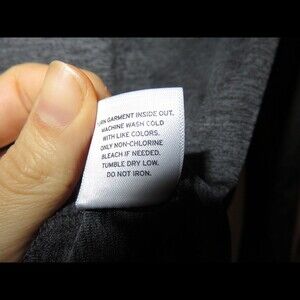 GARMENT INSIDE OUT.
MACHINE WASH COLD
WITH LIKE COLORS.
ONLY NON-CHLORINE
BLEACH IF NEEDED.
TUMBLE DRY LOW.
DO NOT IRON.